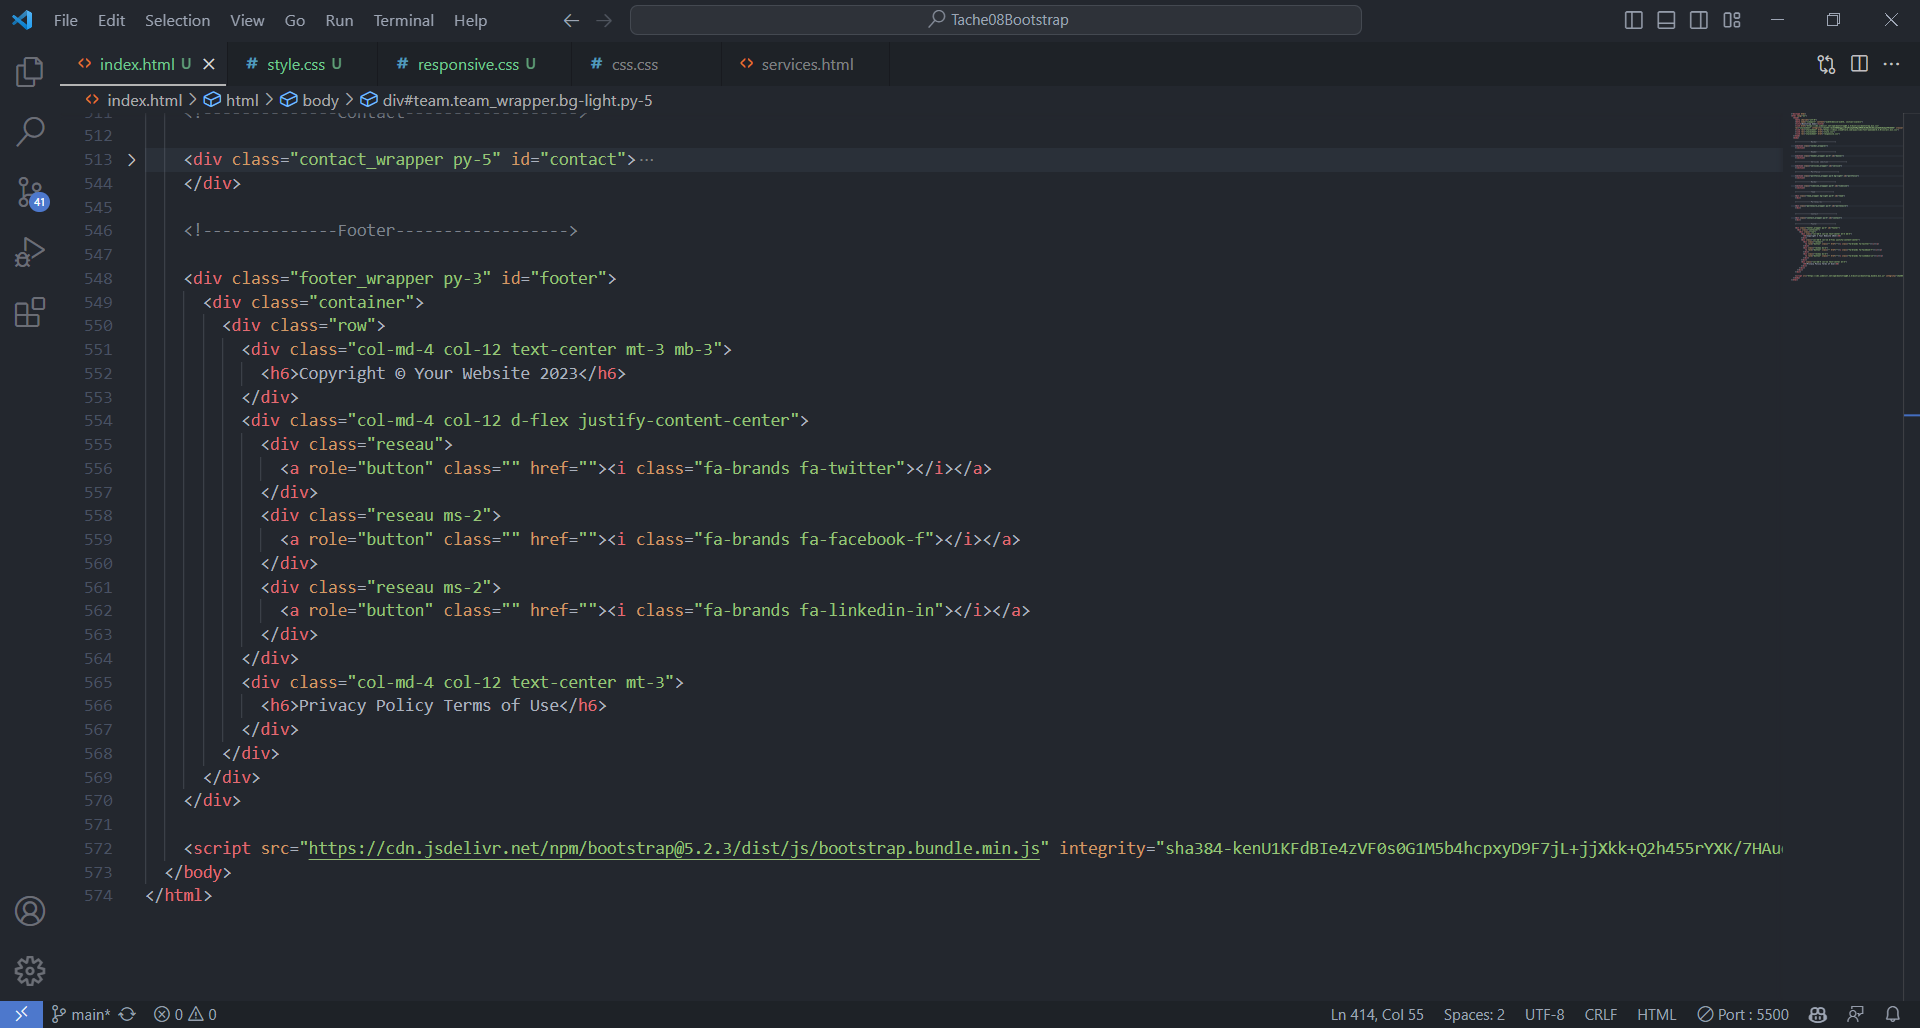 File Edit Selection View Go Run Terminal Help Tache08Bootstrap
index.html U style.css U responsive.css U css.css services.html
index.html html body div#team.team_wrapper.bg-light.py-5
511 <!--------------Contact------------------>
512
513 <div class="contact_wrapper py-5" id="contact">···
544 </div>
545
546 <!--------------Footer------------------>
547
548 <div class="footer_wrapper py-3" id="footer">
549 <div class="container">
550 <div class="row">
551 <div class="col-md-4 col-12 text-center mt-3 mb-3">
552 <h6>Copyright © Your Website 2023</h6>
553 </div>
554 <div class="col-md-4 col-12 d-flex justify-content-center">
555 <div class="reseau">
556 <a role="button" class="" href=""><i class="fa-brands fa-twitter"></i></a>
557 </div>
558 <div class="reseau ms-2">
559 <a role="button" class="" href=""><i class="fa-brands fa-facebook-f"></i></a>
560 </div>
561 <div class="reseau ms-2">
562 <a role="button" class="" href=""><i class="fa-brands fa-linkedin-in"></i></a>
563 </div>
564 </div>
565 <div class="col-md-4 col-12 text-center mt-3">
566 <h6>Privacy Policy Terms of Use</h6>
567 </div>
568 </div>
569 </div>
570 </div>
571
572 <script src="https://cdn.jsdelivr.net/npm/bootstrap@5.2.3/dist/js/bootstrap.bundle.min.js" integrity="sha384-kenU1KFdBIe4zVF0s0G1M5b4hcpxyD9F7jL+jjXkk+Q2h455rYXK/7HAu
573 </body>
574 </html>
41
main* 0 0 Ln 414, Col 55 Spaces: 2 UTF-8 CRLF HTML Port : 5500